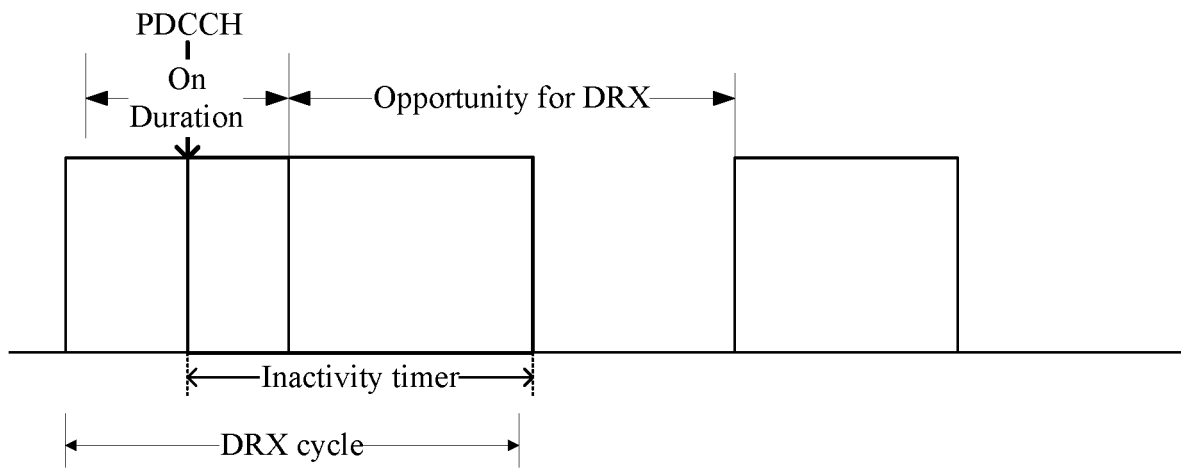 PDCCH
On
Duration
Opportunity for DRX
Inactivity timer
DRX cycle